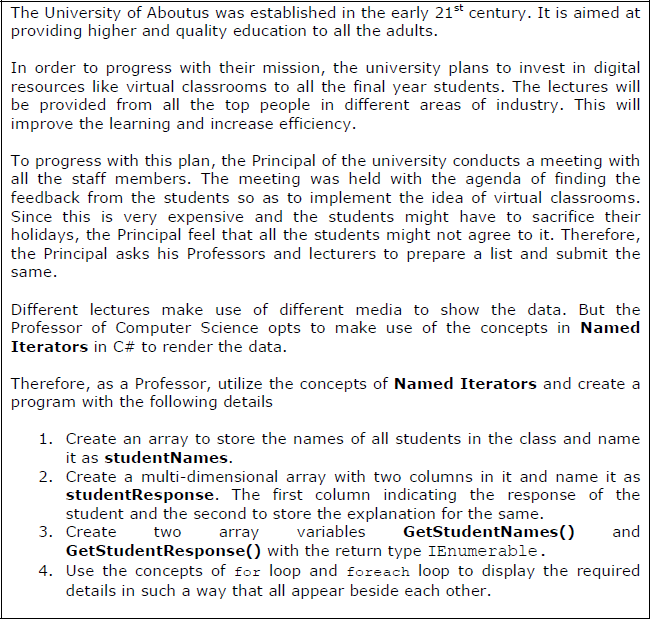 The University of Aboutus was established in the early 21st century. It is aimed at
providing higher and quality education to all the adults.
In order to progress with their mission, the university plans to invest in digital
resources like virtual classrooms to all the final year students. The lectures will
be provided from all the top people in different areas of industry. This will
improve the learning and increase efficiency.
To progress with this plan, the Principal of the university conducts a meeting with
all the staff members. The meeting was held with the agenda of finding the
feedback from the students so as to implement the idea of virtual classrooms.
Since this is very expensive and the students might have to sacrifice their
holidays, the Principal feel that all the students might not agree to it. Therefore,
the Principal asks his Professors and lecturers to prepare a list and submit the
same.
Different lectures make use of different media to show the data. But the
Professor of Computer Science opts to make use of the concepts in Named
Iterators in C# to render the data.
Therefore, as a Professor, utilize the concepts of Named Iterators and create a
program with the following details
1. Create an array to store the names of all students in the class and name
it as studentNames.
2. Create a multi-dimensional array with two columns in it and name it as
studentResponse. The first column indicating the response of the
student and the second to store the explanation for the same.
3. Create two array variables GetStudentNames() and
GetStudentResponse() with the return type IEnumerable.
4. Use the concepts of for loop and foreach loop to display the required
details in such a way that all appear beside each other.